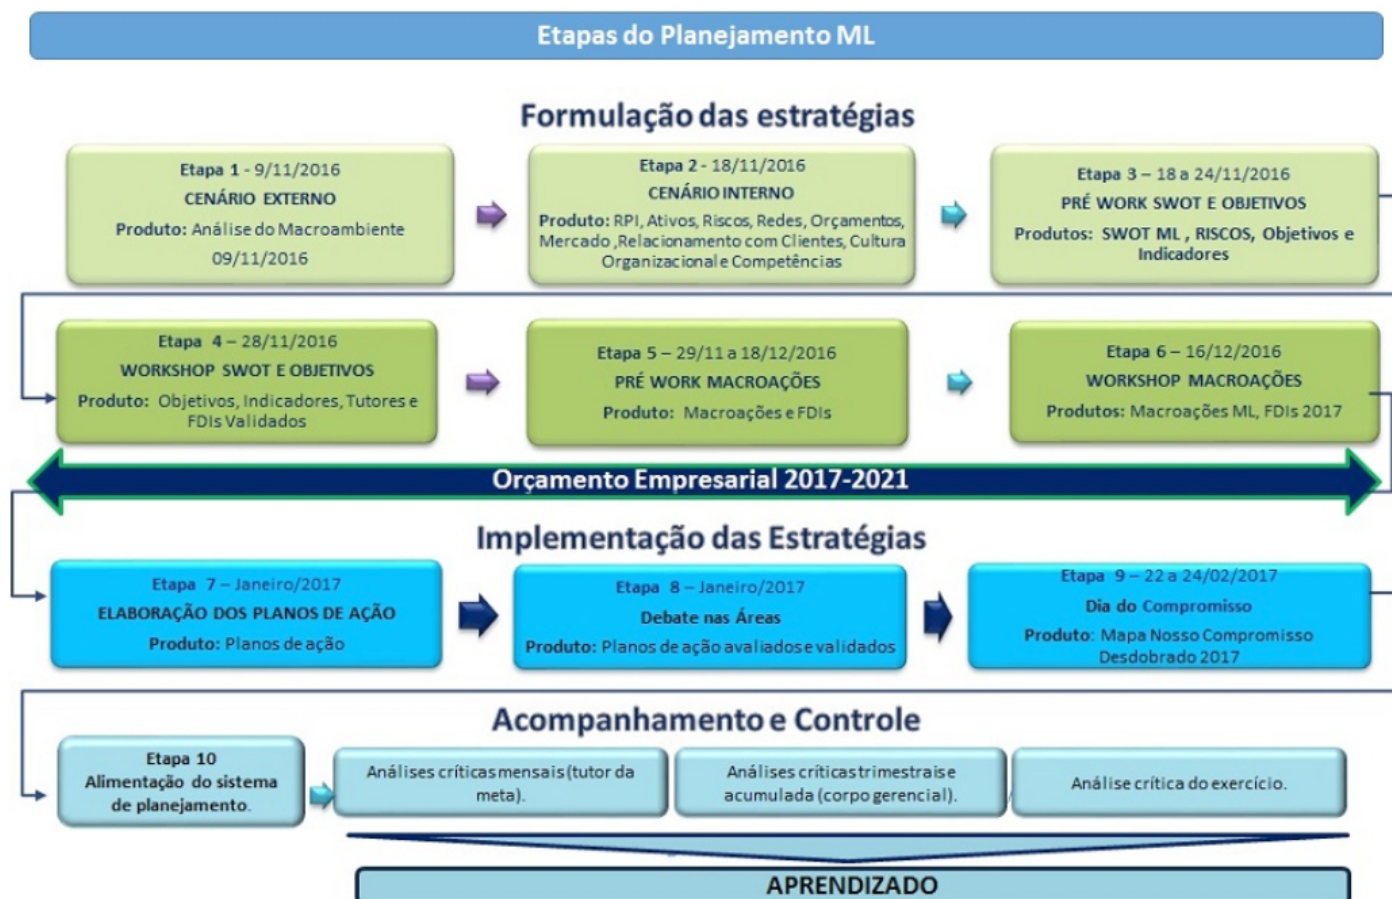 Etapas do Planejamento ML
Formulação das estratégias
Etapa 1 - 9/11/2016
CENÁRIO EXTERNO
Produto: Análise do Macroambiente
09/11/2016
Etapa 2 - 18/11/2016
CENÁRIO INTERNO
Produto: RPI, Ativos, Riscos, Redes, Orçamentos,
Mercado ,Relacionamento com Clientes, Cultura
Organizacional e Competências
Etapa 3 – 18 a 24/11/2016
PRÉ WORK SWOT E OBJETIVOS
Produtos: SWOT ML , RISCOS, Objetivos e
Indicadores
Etapa 4 – 28/11/2016
WORKSHOP SWOT E OBJETIVOS
Produto: Objetivos, Indicadores, Tutores e
FDIs Validados
Etapa 5 – 29/11 a 18/12/2016
PRÉ WORK MACROAÇÕES
Produto: Macroações e FDIs
Etapa 6 – 16/12/2016
WORKSHOP MACROAÇÕES
Produtos: Macroações ML, FDIs 2017
Orçamento Empresarial 2017-2021
Implementação das Estratégias
Etapa 7 – Janeiro/2017
ELABORAÇÃO DOS PLANOS DE AÇÃO
Produto: Planos de ação
Etapa 8 – Janeiro/2017
Debate nas Áreas
Produto: Planos de ação avaliados e validados
Etapa 9 – 22 a 24/02/2017
Dia do Compromisso
Produto: Mapa Nosso Compromisso
Desdobrado 2017
Acompanhamento e Controle
Etapa 10
Alimentação do sistema
de planejamento.
Análises críticas mensais (tutor da
meta).
Análises críticas trimestrais e
acumulada (corpo gerencial).
Análise crítica do exercício.
APRENDIZADO